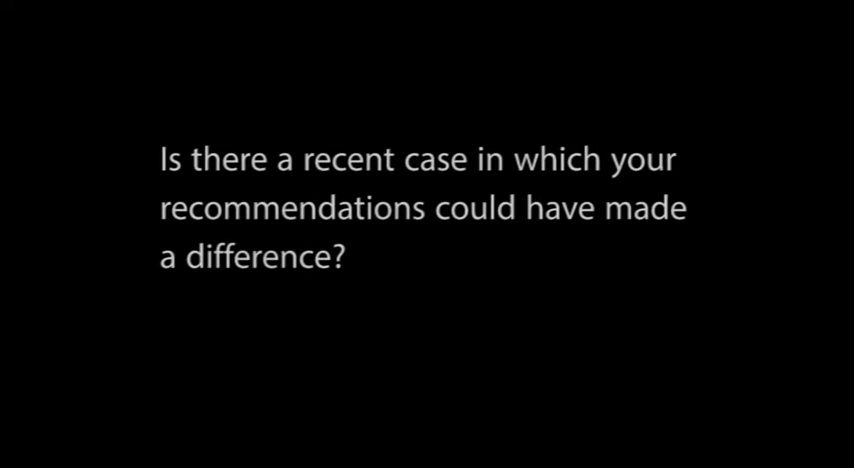 Is there a recent case in which your
recommendations could have made
a difference?